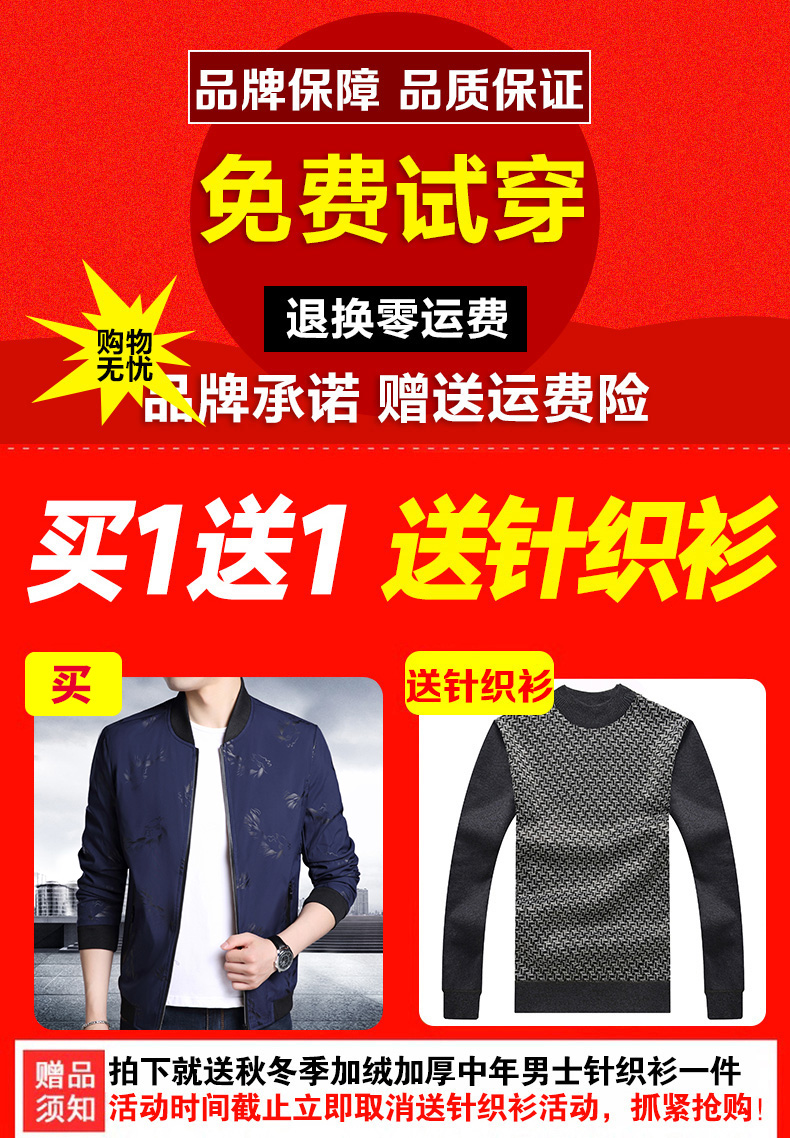 品牌保障 品质保证
免费试穿
退换零运费
购物
无忧
品牌承诺 赠送运费险
买1送1 送针织衫
买
送针织衫
赠品
须知
拍下就送秋冬季加绒加厚中年男士针织衫一件
活动时间截止立即取消送针织衫活动，抓紧抢购！